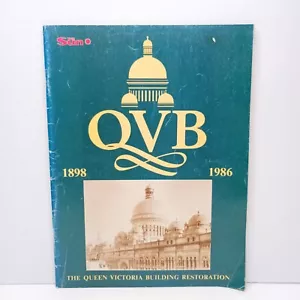 Sun
QVB
1898 1986
THE QUEEN VICTORIA BUILDING RESTORATION